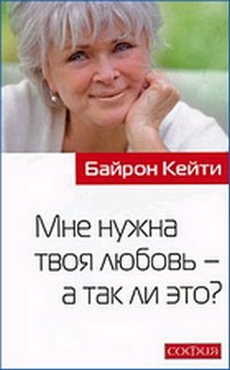 Байрон Кейти
Мне нужна
твоя любовь –
а так ли это?
СОФИЯ